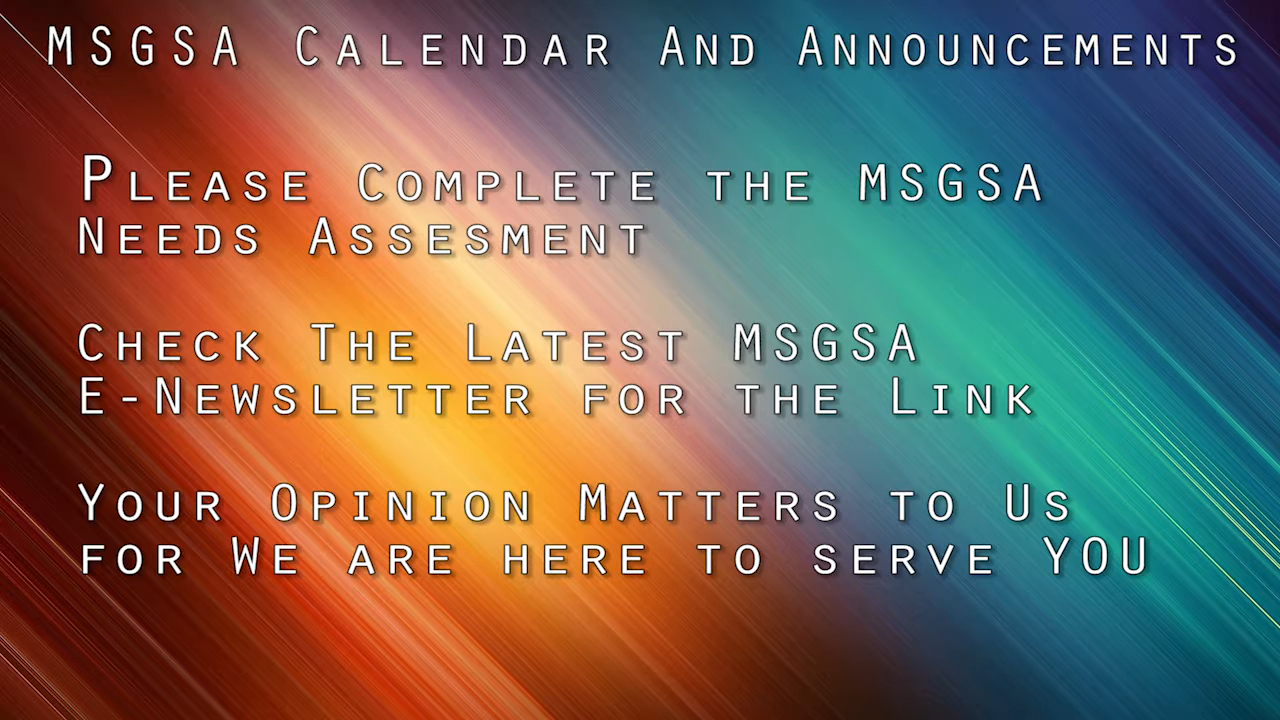 MSGSA Calendar And Announcements
Please Complete the MSGSA
Needs Assesment
Check The Latest MSGSA
E-Newsletter for the Link
Your Opinion Matters to Us
for We are here to serve YOU